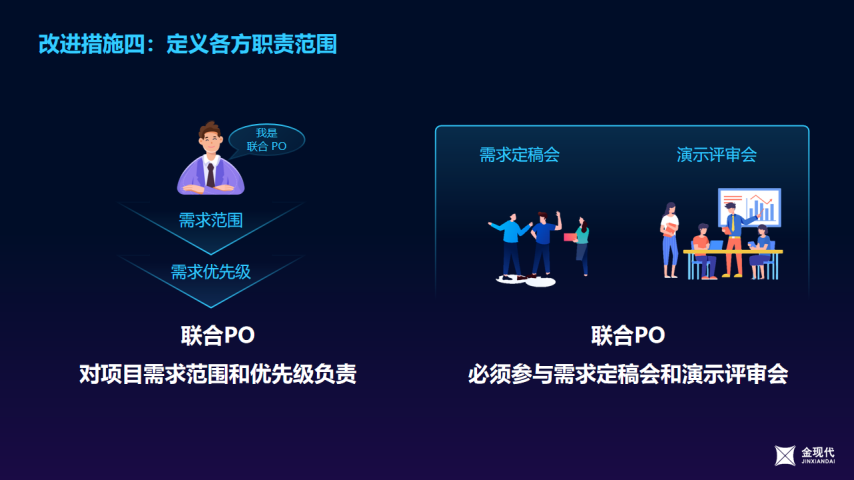 改进措施四：定义各方职责范围
我是
联合 PO
需求范围
需求优先级
联合PO
对项目需求范围和优先级负责
需求定稿会
演示评审会
联合PO
必须参与需求定稿会和演示评审会
金现代
JINXIANDAI